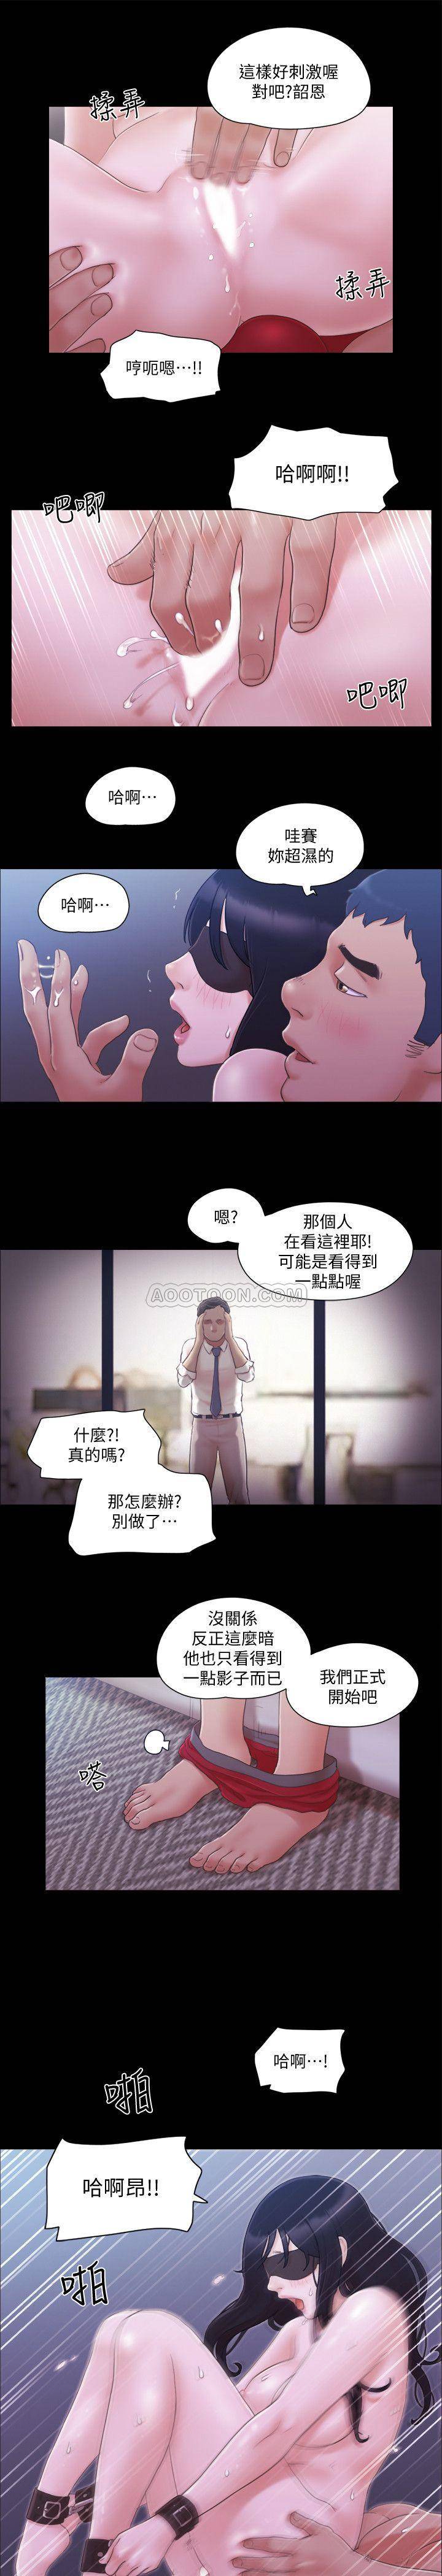 這樣好刺激喔
對吧?韶恩
揉弄
揉弄
哼呃嗯⋯!!
哈啊啊!!
吧唧
吧唧
哈啊⋯
哇賽
妳超濕的
哈啊⋯
嗯?
那個人
在看這裡耶!
可能是看得到
一點點喔
AOOTOON.COM
什麼?!
真的嗎?
那怎麼辦?
別做了⋯
沒關係
反正這麼暗
他也只看得到
一點影子而已
我們正式
開始吧
嗒
哈啊⋯!
啪
哈啊昂!!
啪